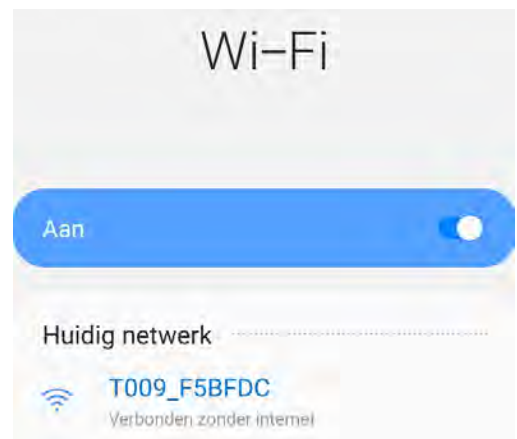 Wi-Fi
Aan
Huidig netwerk
T009_F5BFDC
Verbonden zonder internet